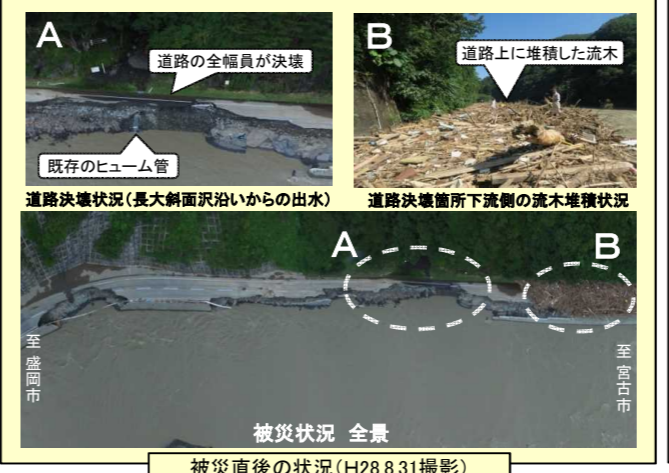 A
道路の全幅員が決壊
既存のヒューム管
道路決壊状況(長大斜面沢沿いからの出水)
B
道路上に堆積した流木
道路決壊箇所下流側の流木堆積状況
A
B
至 盛岡市
至 宮古市
被災状況 全景
被災直後の状況(H28.8.31撮影)